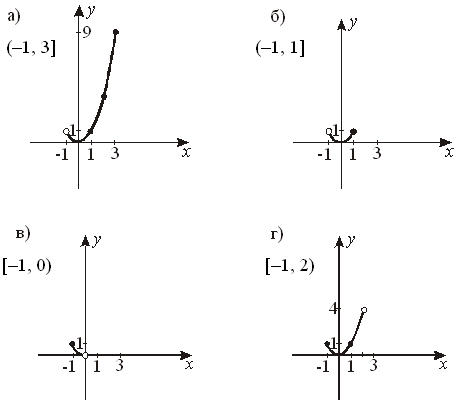 а)
(–1, 3]
y
9
1
-1 1 3 x
б)
(–1, 1]
y
1
-1 1 3 x
в)
[–1, 0)
y
1
-1 1 3 x
г)
[–1, 2)
y
4
1
-1 1 3 x